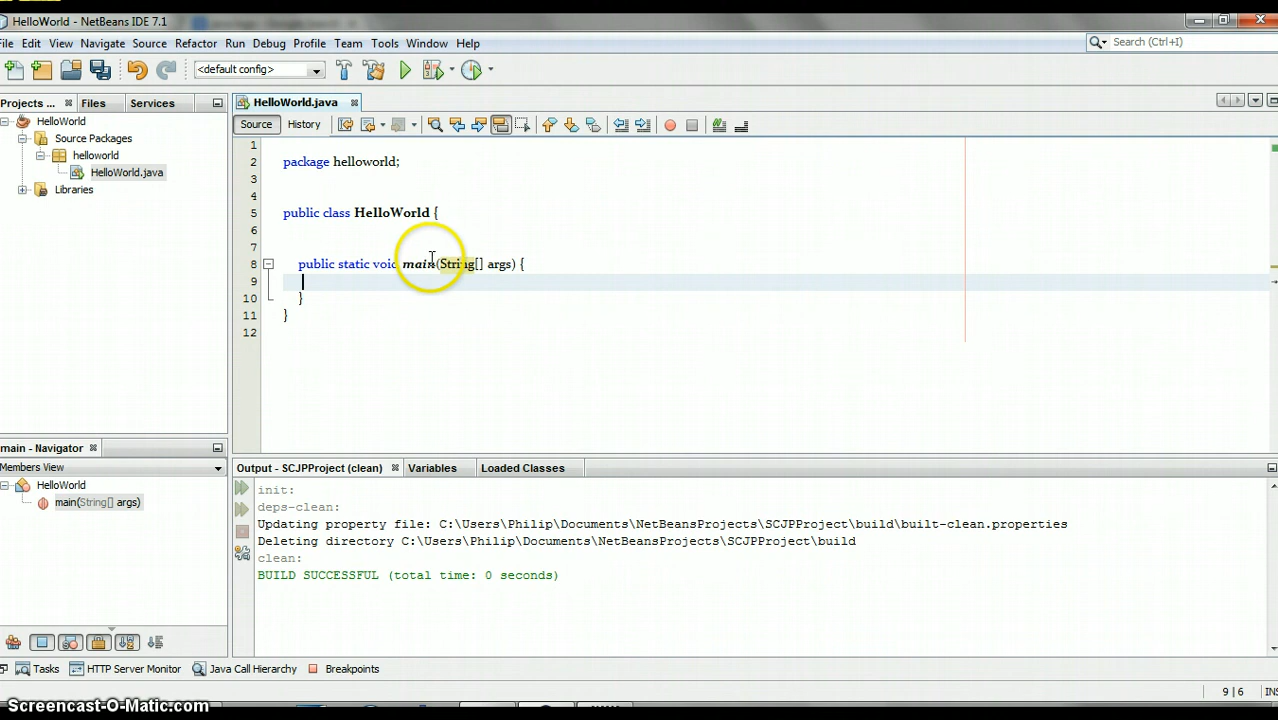 HelloWorld - NetBeans IDE 7.1
File Edit View Navigate Source Refactor Run Debug Profile Team Tools Window Help
Search (Ctrl+I)
<default config>
Projects ... Files Services
HelloWorld.java
Source History
HelloWorld
Source Packages
helloworld
HelloWorld.java
Libraries
1
2 package helloworld;
3
4
5 public class HelloWorld {
6
7
8 public static void main(String[] args) {
9
10 }
11 }
12
main - Navigator
Members View
HelloWorld
main(String[] args)
Output - SCJPProject (clean) Variables Loaded Classes
init:
deps-clean:
Updating property file: C:\Users\Philip\Documents\NetBeansProjects\SCJPProject\build\built-clean.properties
Deleting directory C:\Users\Philip\Documents\NetBeansProjects\SCJPProject\build
clean:
BUILD SUCCESSFUL (total time: 0 seconds)
Tasks HTTP Server Monitor Java Call Hierarchy Breakpoints
9 | 6 INS
Screencast-O-Matic.com